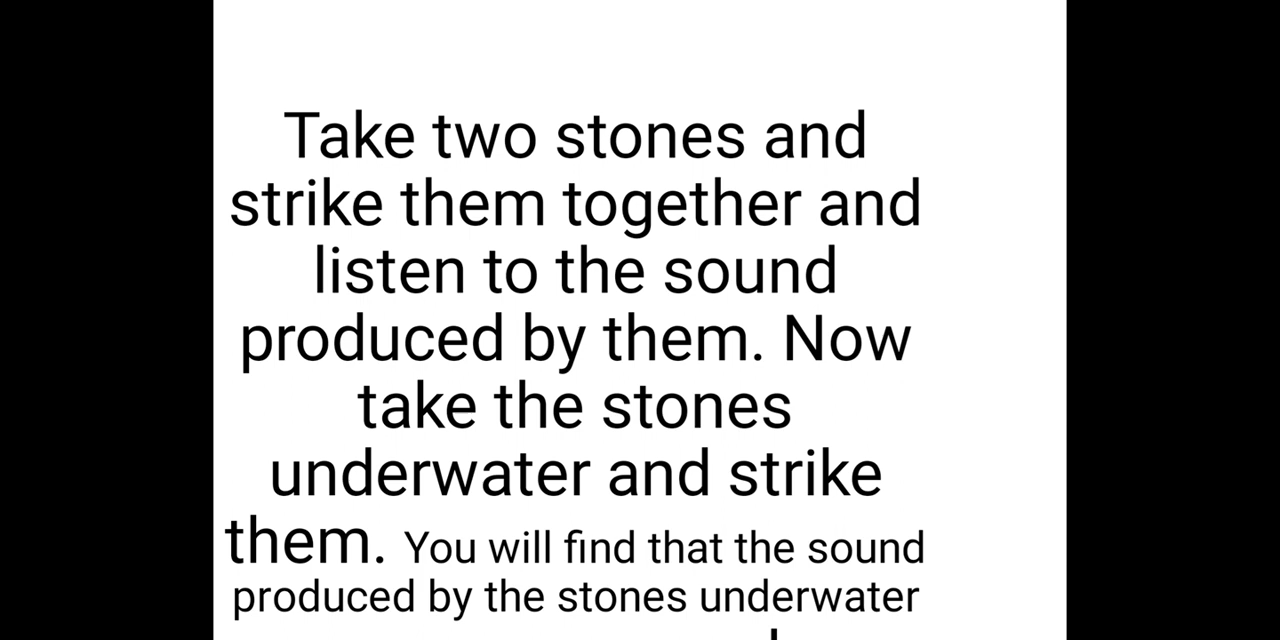 Take two stones and
strike them together and
listen to the sound
produced by them. Now
take the stones
underwater and strike
them. You will find that the sound
produced by the stones underwater